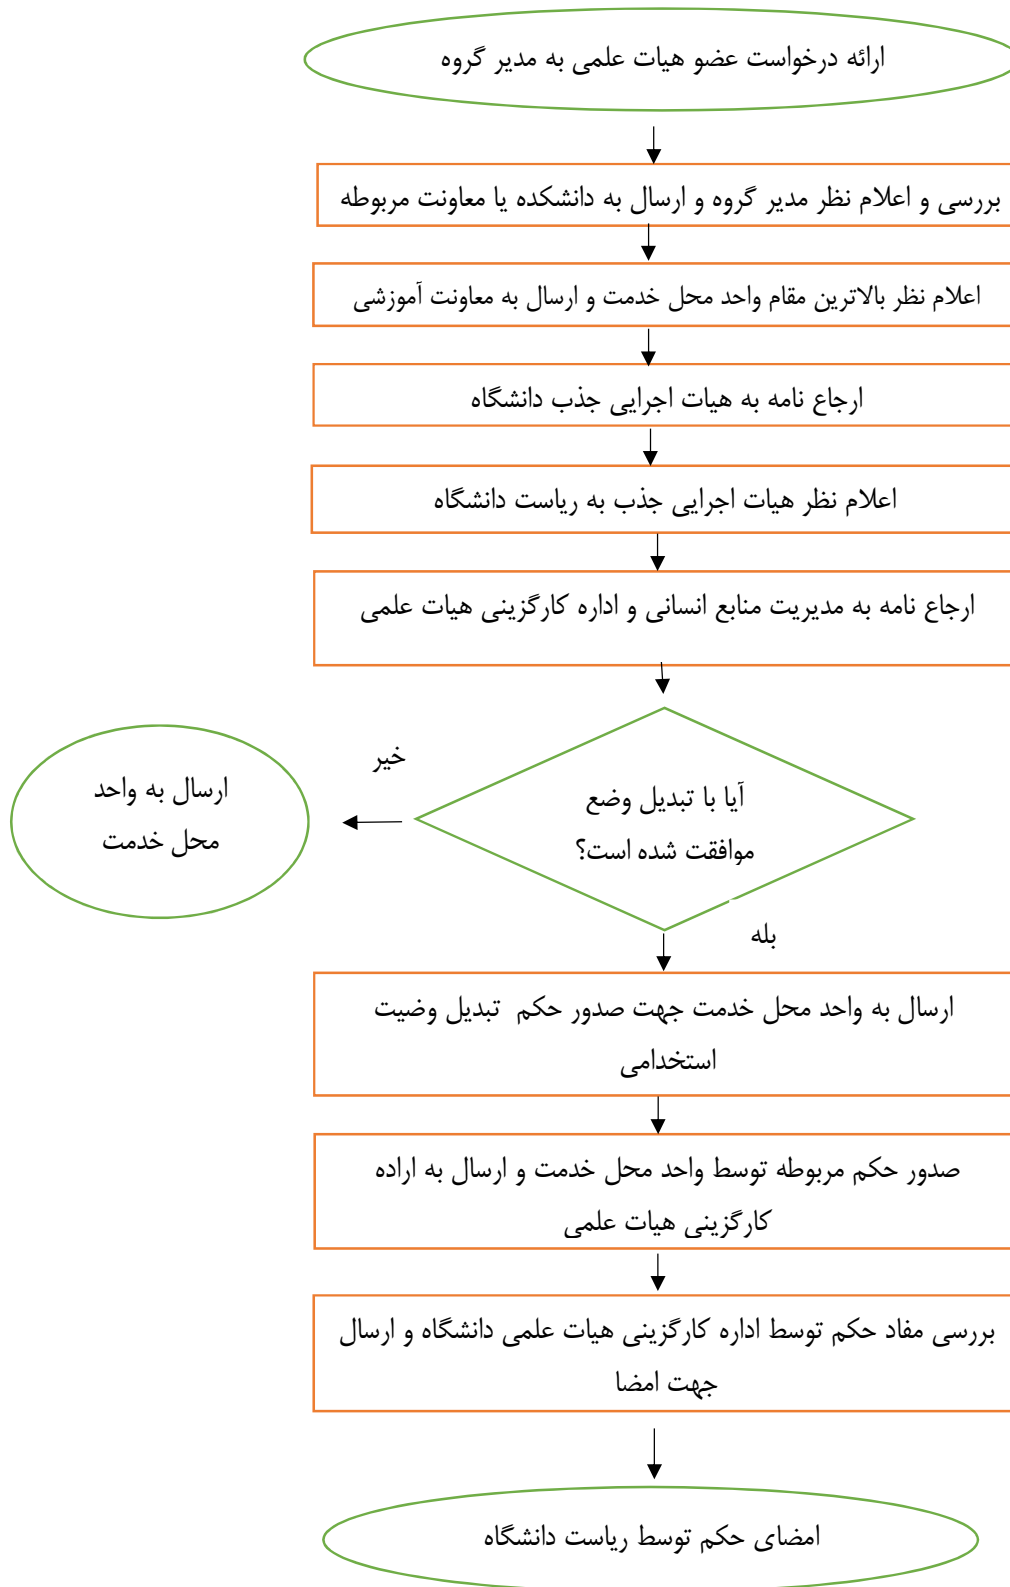 ارائه درخواست عضو هیات علمی به مدیر گروه
بررسی و اعلام نظر مدیر گروه و ارسال به دانشکده یا معاونت مربوطه
اعلام نظر بالاترین مقام واحد محل خدمت و ارسال به معاونت آموزشی
ارجاع نامه به هیات اجرایی جذب دانشگاه
اعلام نظر هیات اجرایی جذب به ریاست دانشگاه
ارجاع نامه به مدیریت منابع انسانی و اداره کارگزینی هیات علمی
آیا با تبدیل وضع
موافقت شده است؟
خیر
ارسال به واحد
محل خدمت
بله
ارسال به واحد محل خدمت جهت صدور حکم تبدیل وضیت
استخدامی
صدور حکم مربوطه توسط واحد محل خدمت و ارسال به اراده
کارگزینی هیات علمی
بررسی مفاد حکم توسط اداره کارگزینی هیات علمی دانشگاه و ارسال
جهت امضا
امضای حکم توسط ریاست دانشگاه